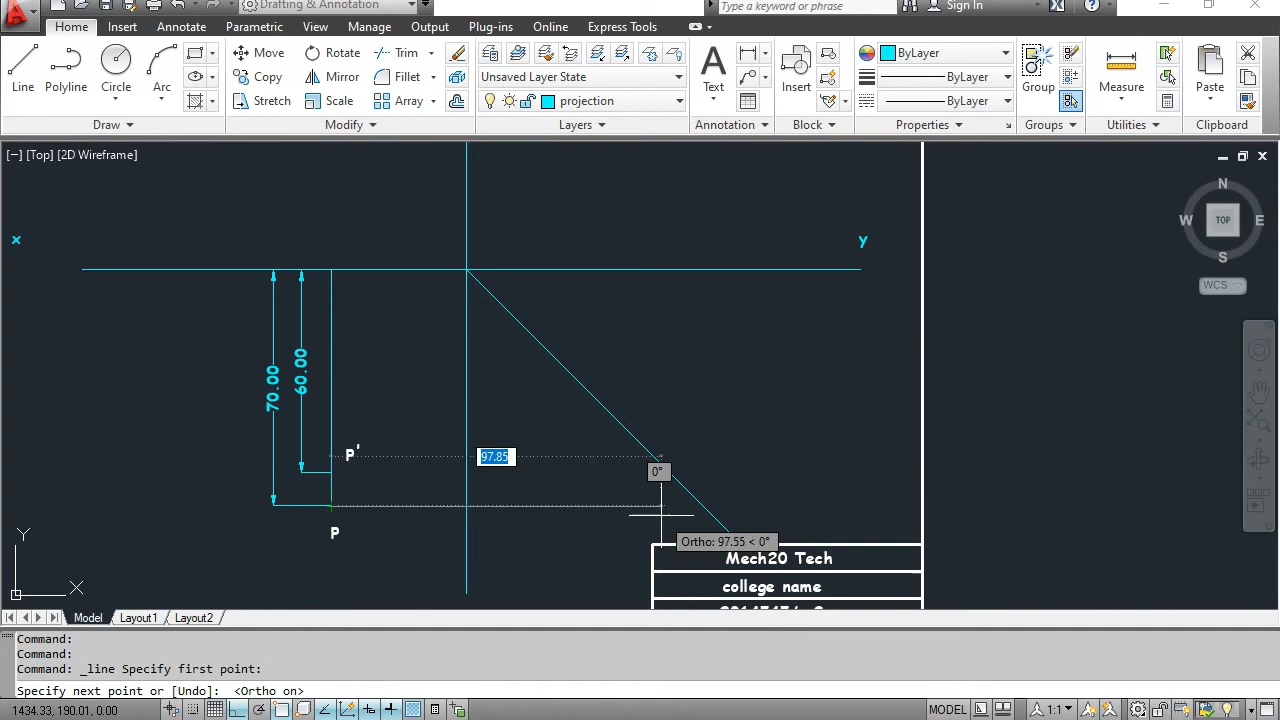 Drafting & Annotation
Type a keyword or phrase
Sign In
Home Insert Annotate Parametric View Manage Output Plug-ins Online Express Tools
Line Polyline Circle Arc
Move Rotate Trim
Copy Mirror Fillet
Stretch Scale Array
Unsaved Layer State
projection
Text
Insert
ByLayer
ByLayer
ByLayer
Group
Measure
Paste
Draw Modify Layers Annotation Block Properties Groups Utilities Clipboard
[−] [Top] [2D Wireframe]
N
W TOP E
S
WCS
x
y
70.00
60.00
P'
97.85
0°
P
Ortho: 97.55 < 0°
Mech20 Tech
college name
Y
X
Model Layout1 Layout2
Command:
Command:
Command: _line Specify first point:
Specify next point or [Undo]: <Ortho on>
1434.33, 190.01, 0.00
MODEL
1:1